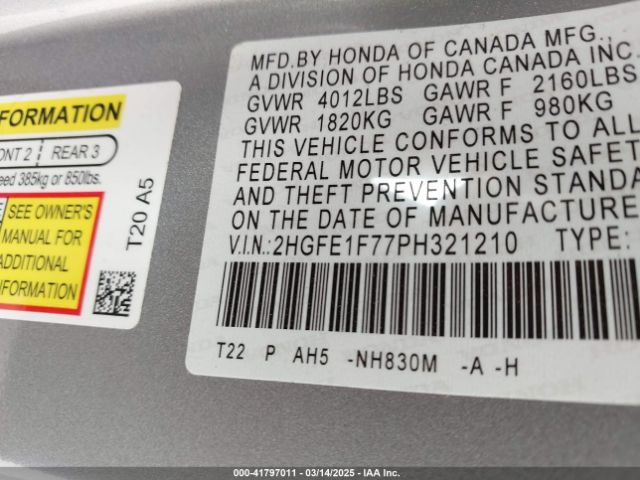 FORMATION
ONT 2 REAR 3
eed 385kg or 850lbs.
SEE OWNER'S
MANUAL FOR
ADDITIONAL
NFORMATION
T20 A5
MFD.BY HONDA OF CANADA MFG.,
A DIVISION OF HONDA CANADA INC.
GVWR 4012LBS GAWR F 2160LBS
GVWR 1820KG GAWR F 980KG
THIS VEHICLE CONFORMS TO ALL
FEDERAL MOTOR VEHICLE SAFET
AND THEFT PREVENTION STANDA
ON THE DATE OF MANUFACTURE
V.I.N.:2HGFE1F77PH321210 TYPE:
T22 P AH5 -NH830M -A -H
000-41797011 — 03/14/2025 — IAA Inc.